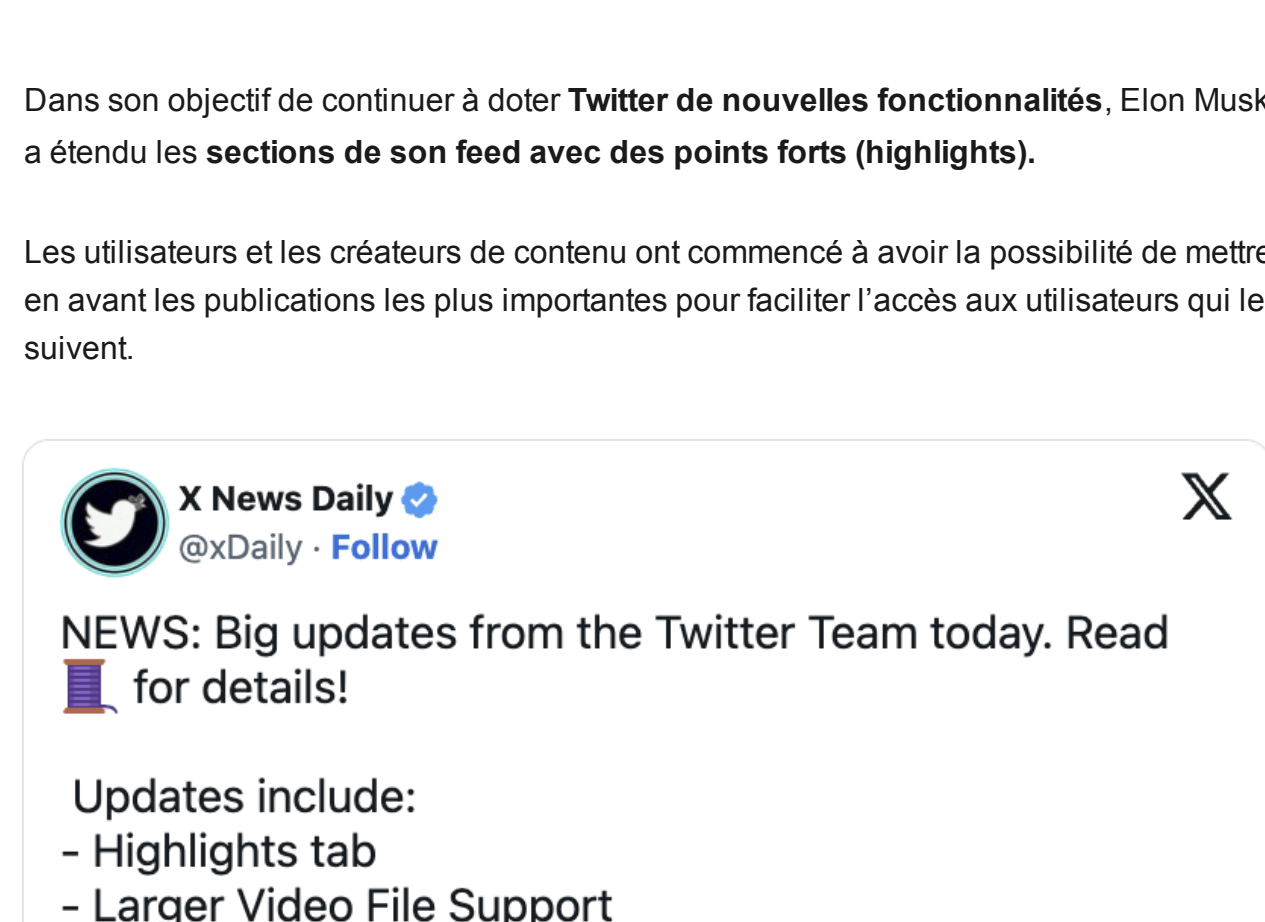 Dans son objectif de continuer à doter Twitter de nouvelles fonctionnalités, Elon Musk
a étendu les sections de son feed avec des points forts (highlights).
Les utilisateurs et les créateurs de contenu ont commencé à avoir la possibilité de mettre
en avant les publications les plus importantes pour faciliter l’accès aux utilisateurs qui le
suivent.
X News Daily
@xDaily · Follow
NEWS: Big updates from the Twitter Team today. Read
🧵 for details!
Updates include:
- Highlights tab
- Larger Video File Support